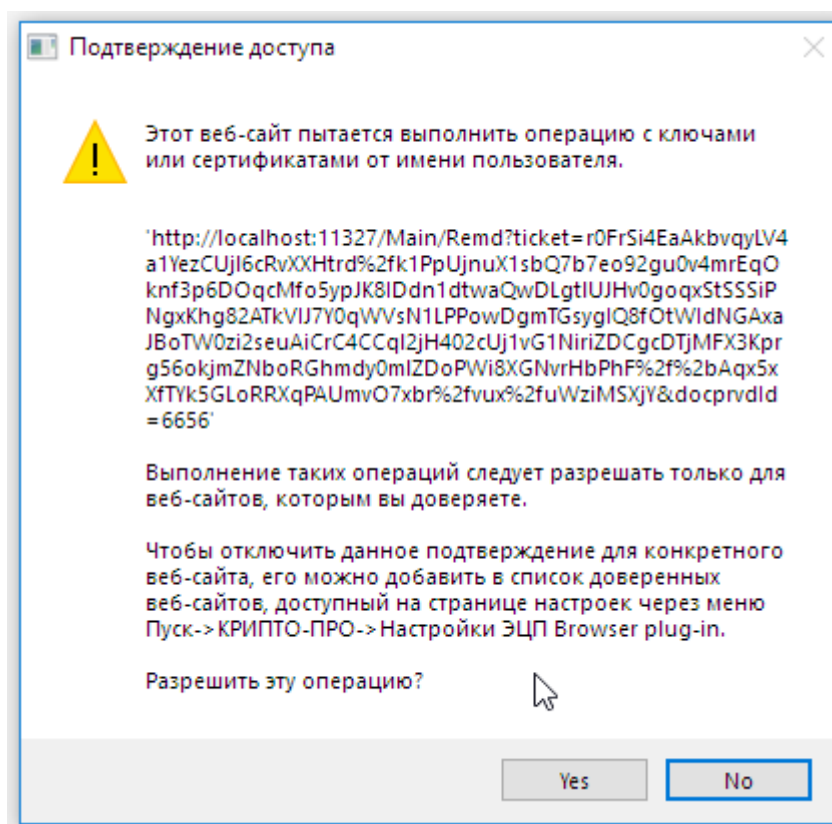 Подтверждение доступа
Этот веб-сайт пытается выполнить операцию с ключами
или сертификатами от имени пользователя.
'http://localhost:11327/Main/Remd?ticket=r0FrSi4EaAkbvqyLV4
a1YezCUjI6cRvXXHtrd%2fk1PpUjnuX1sbQ7b7eo92gu0v4mrEqO
knf3p6DOqcMfo5ypJK8IDdn1dtwaQwDLgtIUJHv0goqxStSSSiP
NgxKhg82ATkVIJ7Y0qWVsN1LPPowDgmTGsygIQ8fOtWIdNGAxa
JBoTW0zi2seuAiCrC4CCqI2jH402cUj1vG1NiriZDCgcDTjMFX3Kpr
g56okjmZNboRGhmdy0mIZDoPWi8XGNvrHbPhF%2f%2bAqx5x
XfTYk5GLoRRXqPAUmvO7xbr%2fvux%2fuWziMSXjY&docprvdId
=6656'
Выполнение таких операций следует разрешать только для
веб-сайтов, которым вы доверяете.
Чтобы отключить данное подтверждение для конкретного
веб-сайта, его можно добавить в список доверенных
веб-сайтов, доступный на странице настроек через меню
Пуск->КРИПТО-ПРО->Настройки ЭЦП Browser plug-in.
Разрешить эту операцию?
Yes
No